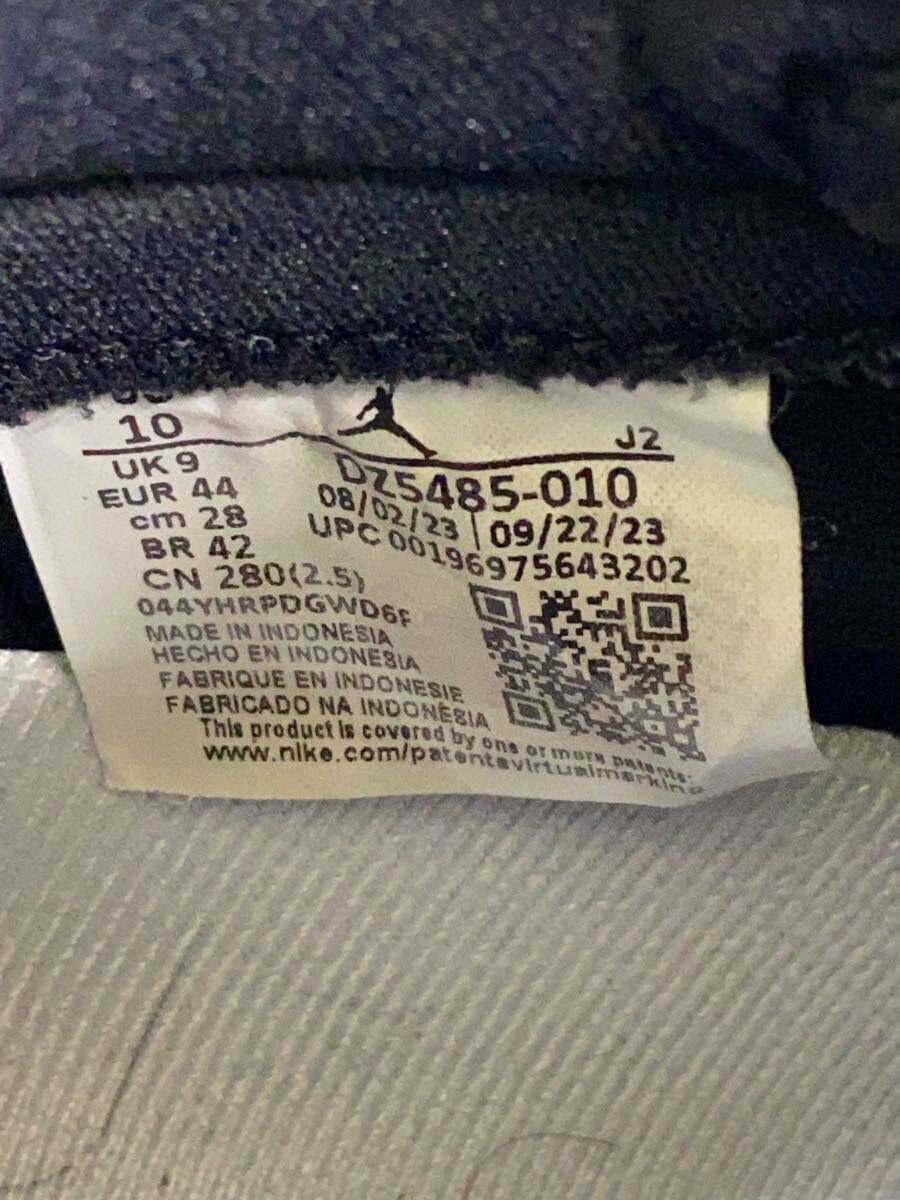 10
J2
UK 9
EUR 44
cm 28
BR 42
CN 280(2.5)
DZ5485-010
08/02/23 | 09/22/23
UPC 00196975643202
044YHRPDGWD6F
MADE IN INDONESIA
HECHO EN INDONESIA
FABRIQUE EN INDONESIE
FABRICADO NA INDONÉSIA
This product is covered by one or more patents:
www.nike.com/patentsvirtualmarking